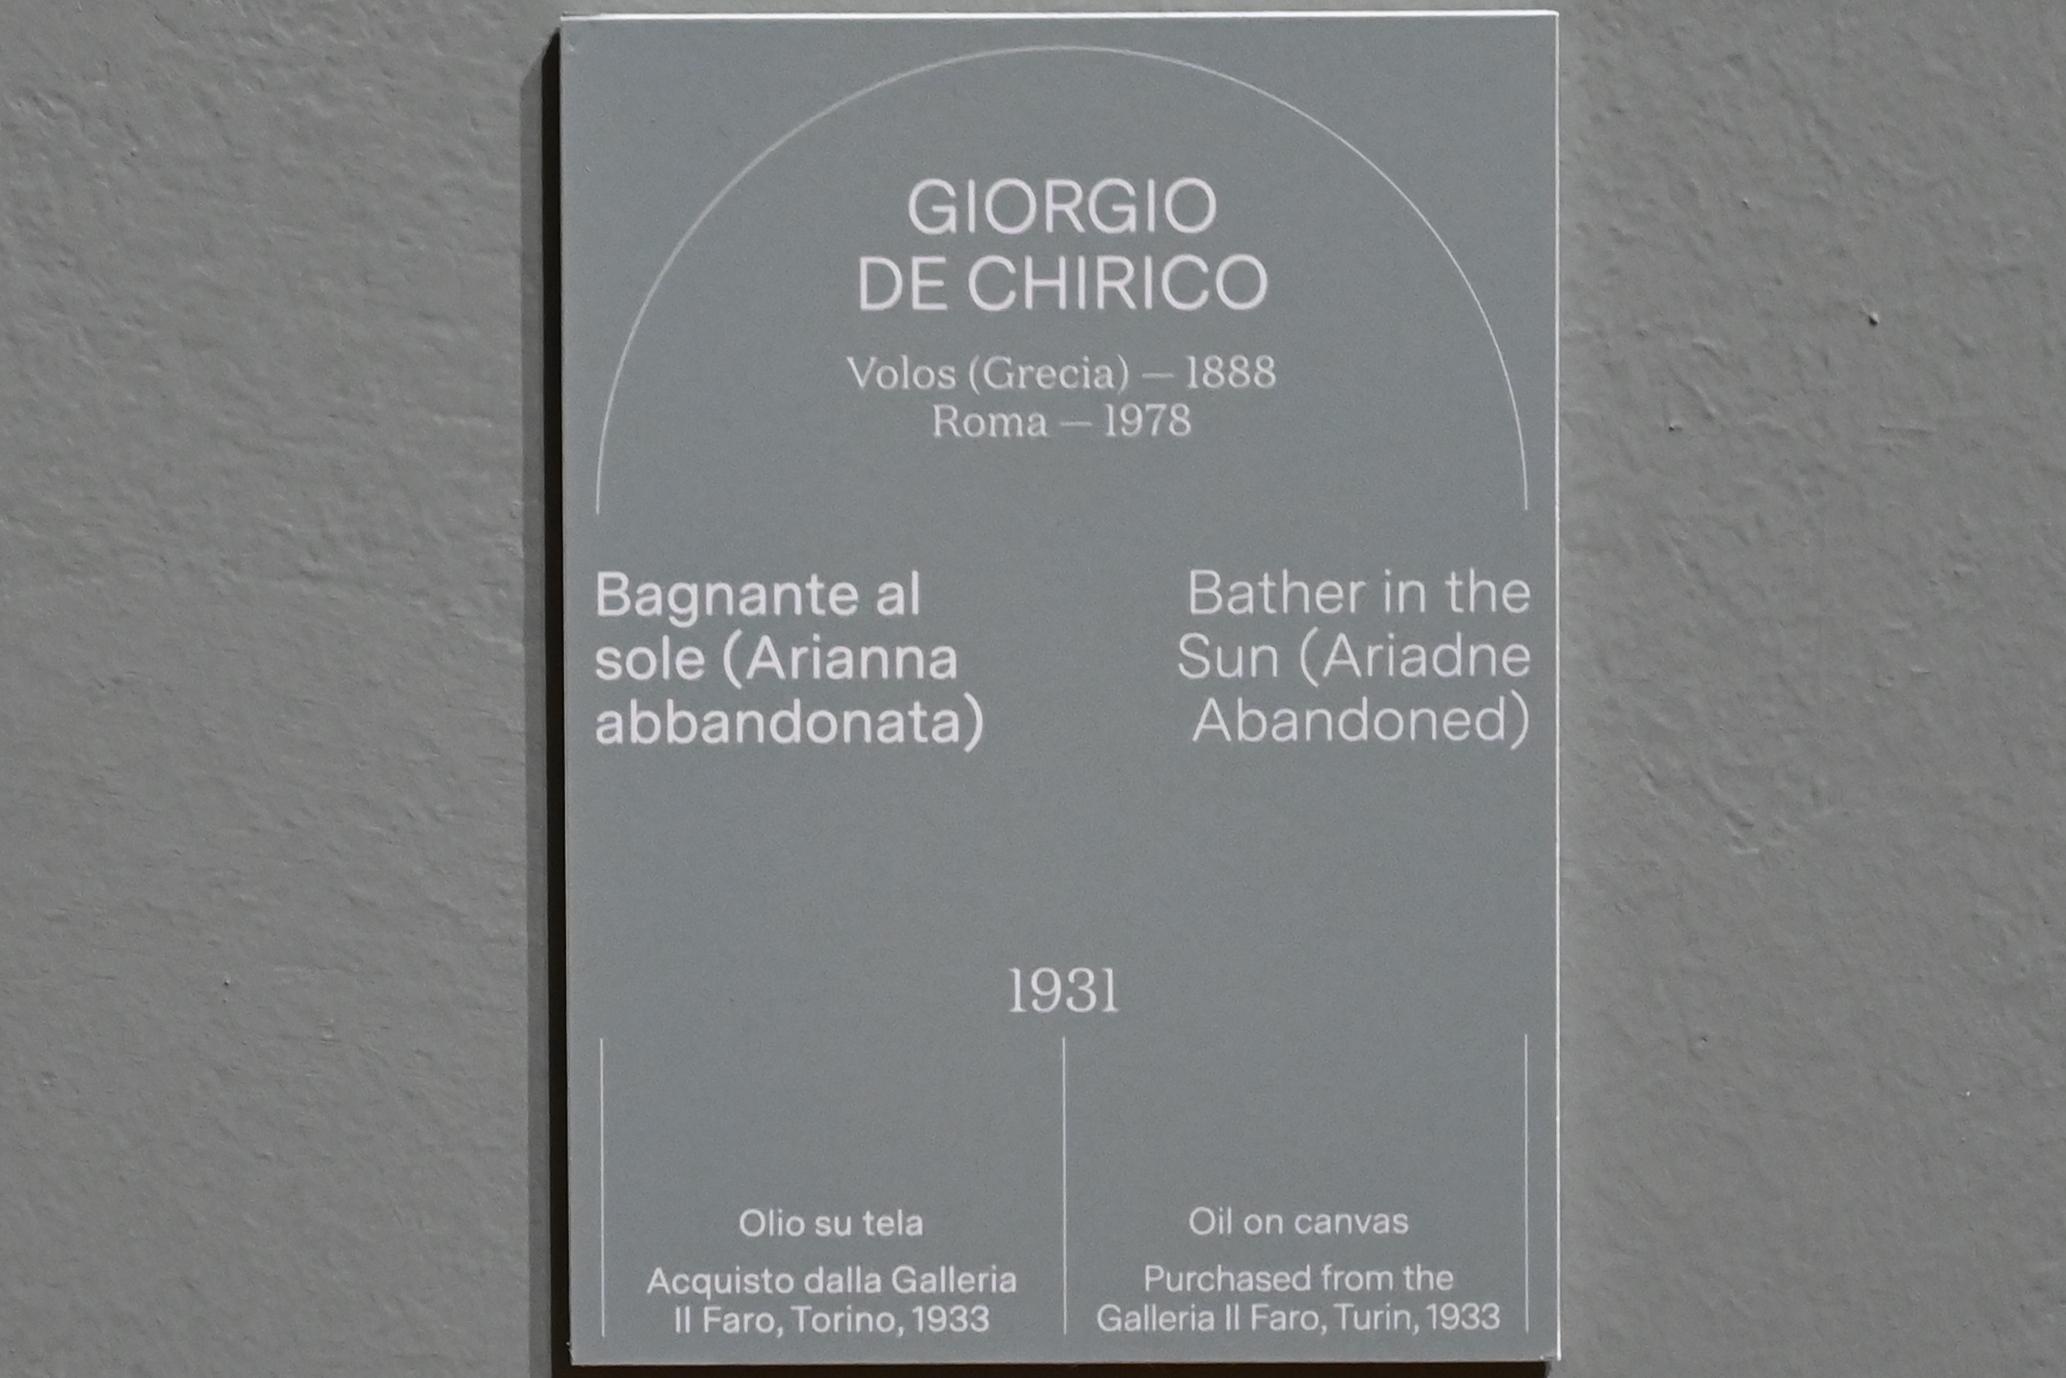 GIORGIO
DE CHIRICO
Volos (Grecia) — 1888
Roma — 1978
Bagnante al
sole (Arianna
abbandonata)
Bather in the
Sun (Ariadne
Abandoned)
1931
Olio su tela
Acquisto dalla Galleria
Il Faro, Torino, 1933
Oil on canvas
Purchased from the
Galleria Il Faro, Turin, 1933